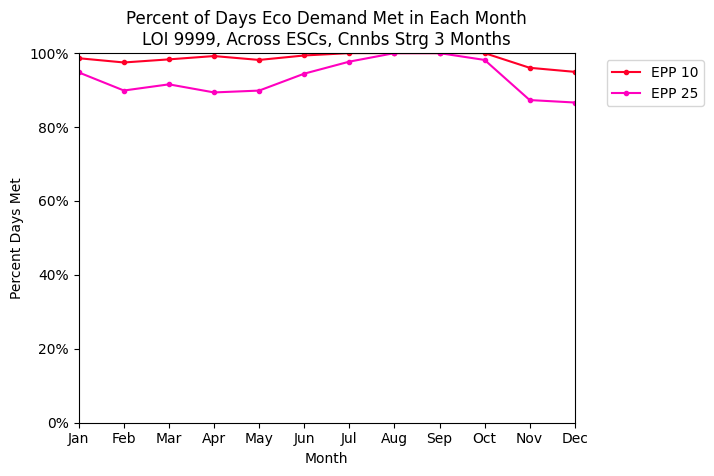 Percent of Days Eco Demand Met in Each Month
LOI 9999, Across ESCs, Cnnbs Strg 3 Months
100%
80%
60%
40%
20%
0%
Percent Days Met
Jan Feb Mar Apr May Jun Jul Aug Sep Oct Nov Dec
Month
EPP 10
EPP 25